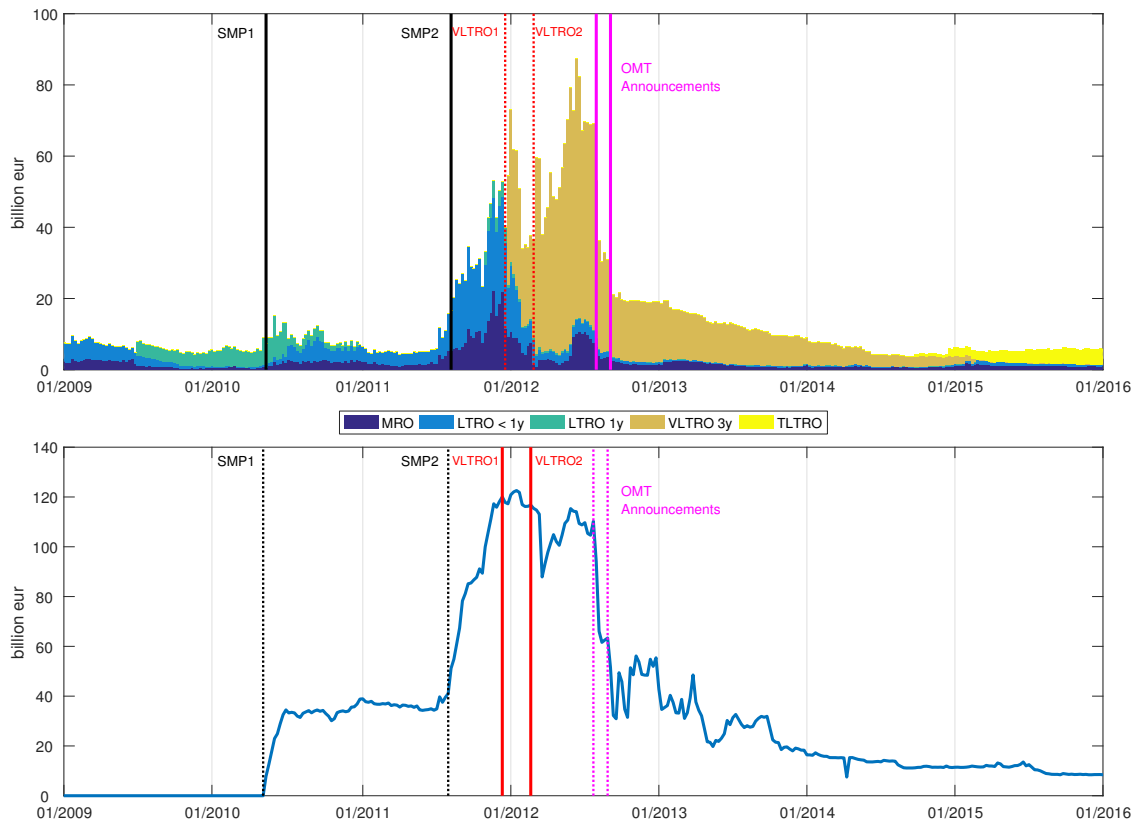 100
80
60
40
20
0
billion eur
SMP1
SMP2
VLTRO1
VLTRO2
OMT
Announcements
01/2009
01/2010
01/2011
01/2012
01/2013
01/2014
01/2015
01/2016
MRO
LTRO < 1y
LTRO 1y
VLTRO 3y
TLTRO
140
120
100
80
60
40
20
0
billion eur
SMP1
SMP2
VLTRO1
VLTRO2
OMT
Announcements
01/2009
01/2010
01/2011
01/2012
01/2013
01/2014
01/2015
01/2016